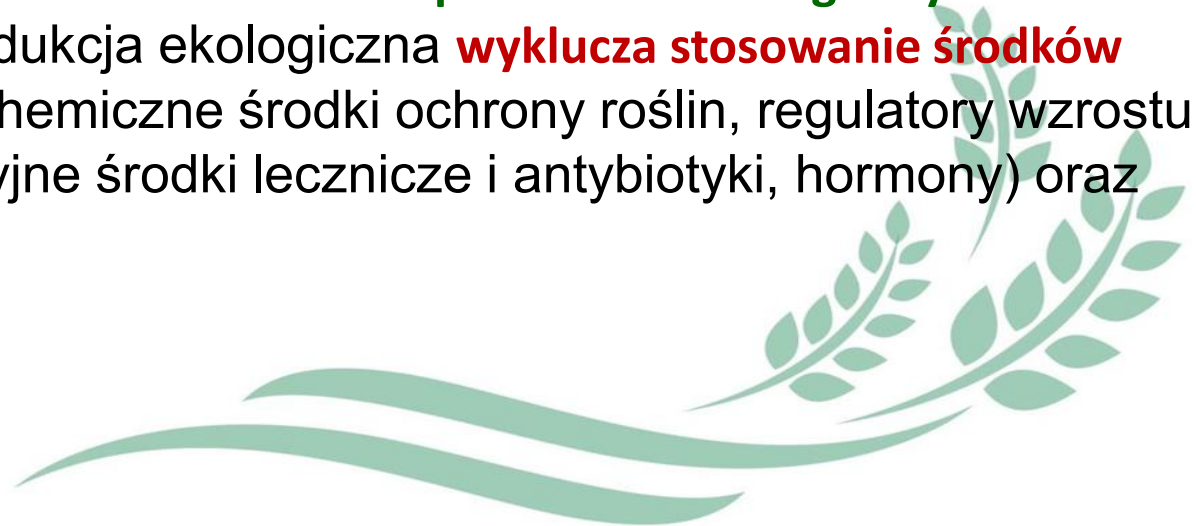 dukcja ekologiczna wyklucza stosowanie środków
hemiczne środki ochrony roślin, regulatory wzrostu
yjne środki lecznicze i antybiotyki, hormony) oraz